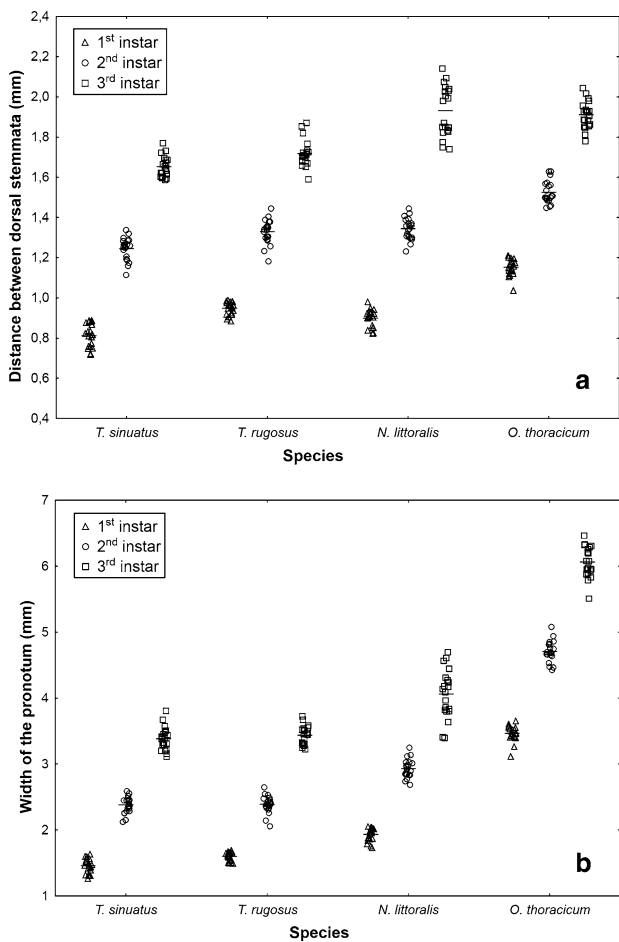 2,4
2,2
2,0
1,8
1,6
1,4
1,2
1,0
0,8
0,6
0,4
Distance between dorsal stemmata (mm)
1st instar
2nd instar
3rd instar
a
T. sinuatus T. rugosus N. littoralis O. thoracicum
Species
7
6
5
4
3
2
1
Width of the pronotum (mm)
1st instar
2nd instar
3rd instar
b
T. sinuatus T. rugosus N. littoralis O. thoracicum
Species